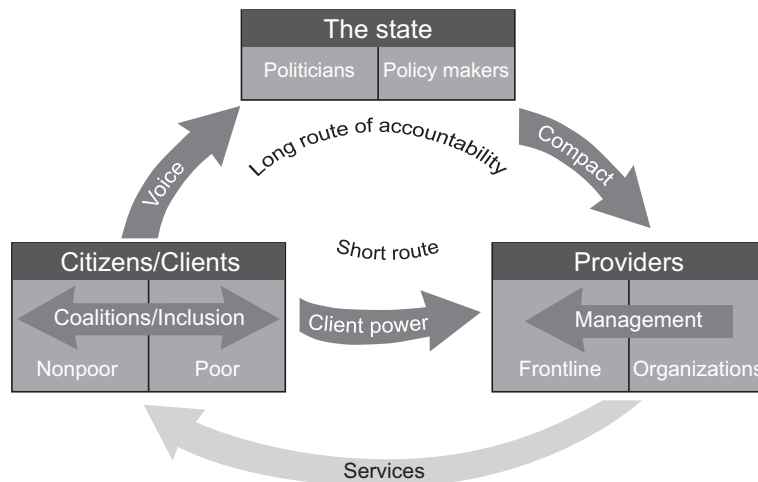 The state
Politicians
Policy makers
Long route of accountability
Voice
Compact
Short route
Citizens/Clients
Coalitions/Inclusion
Nonpoor
Poor
Client power
Providers
Management
Frontline
Organizations
Services